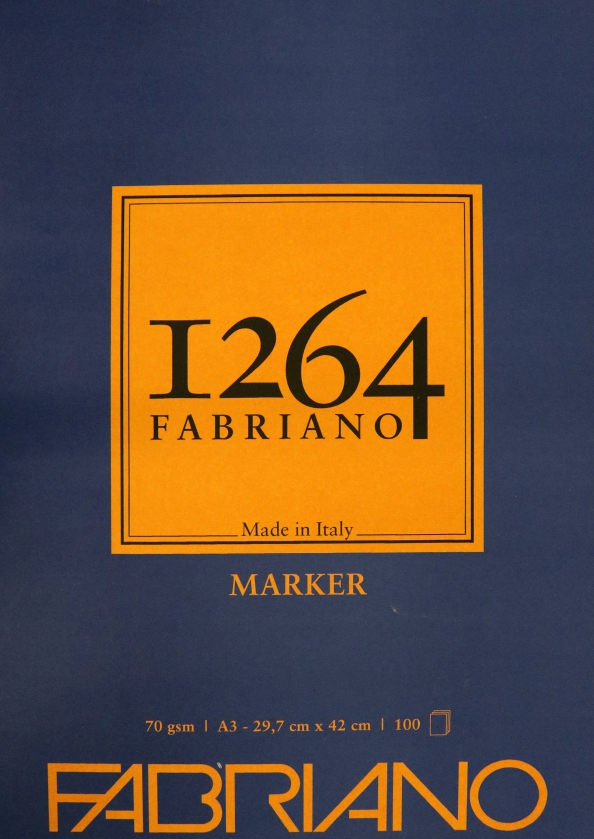 1264
FABRIANO
Made in Italy
MARKER
70 gsm | A3 - 29,7 cm x 42 cm | 100
FABRIANO